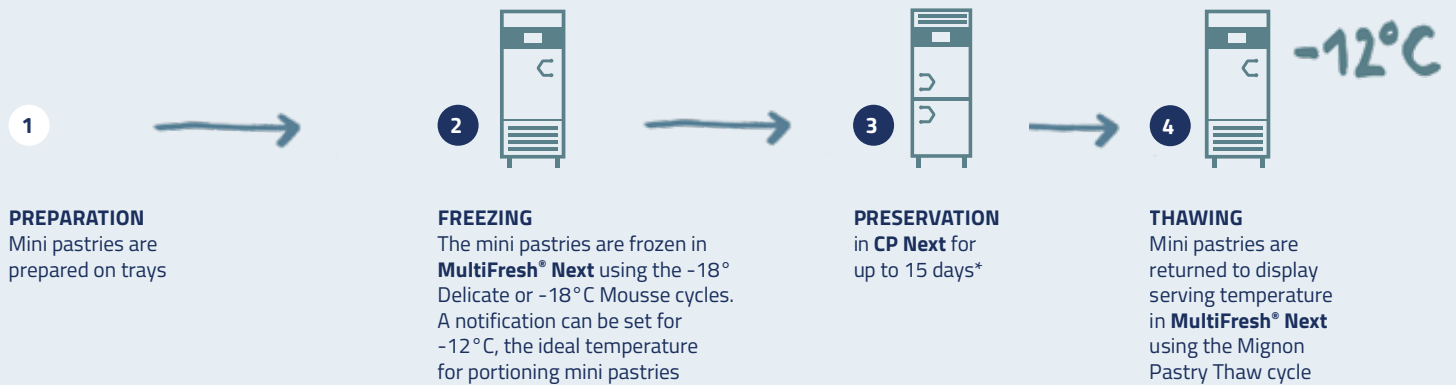 1
PREPARATION
Mini pastries are
prepared on trays
2
FREEZING
The mini pastries are frozen in
MultiFresh® Next using the -18°
Delicate or -18°C Mousse cycles.
A notification can be set for
-12°C, the ideal temperature
for portioning mini pastries
3
PRESERVATION
in CP Next for
up to 15 days*
4
-12°C
THAWING
Mini pastries are
returned to display
serving temperature
in MultiFresh® Next
using the Mignon
Pastry Thaw cycle